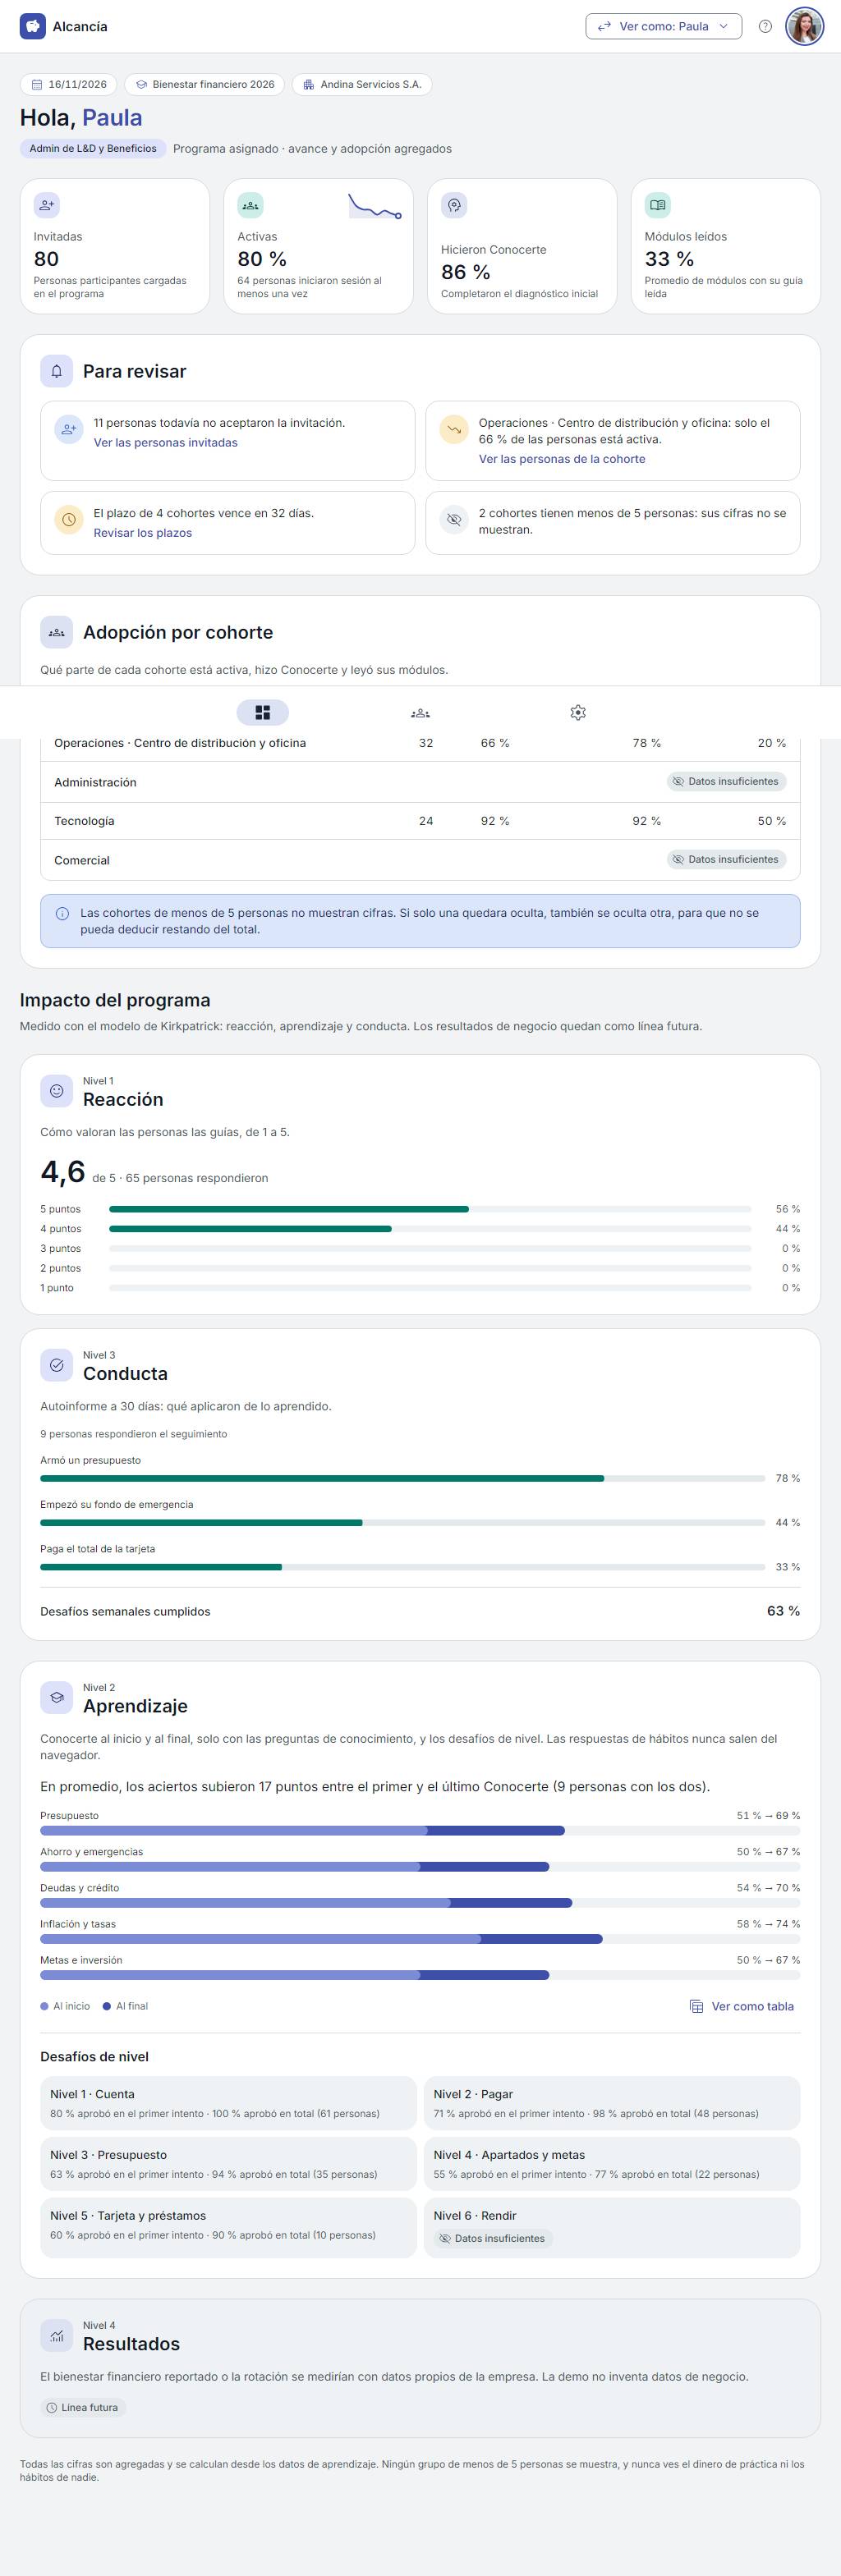 Alcancía
Ver como: Paula
16/11/2026
Bienestar financiero 2026
Andina Servicios S.A.
Hola, Paula
Admin de L&D y Beneficios
Programa asignado · avance y adopción agregados
Invitadas
80
Personas participantes cargadas
en el programa
Activas
80 %
64 personas iniciaron sesión al
menos una vez
Hicieron Conocerte
86 %
Completaron el diagnóstico inicial
Módulos leídos
33 %
Promedio de módulos con su guía
leída
Para revisar
11 personas todavía no aceptaron la invitación.
Ver las personas invitadas
Operaciones · Centro de distribución y oficina: solo el
66 % de las personas está activa.
Ver las personas de la cohorte
El plazo de 4 cohortes vence en 32 días.
Revisar los plazos
2 cohortes tienen menos de 5 personas: sus cifras no se
muestran.
Adopción por cohorte
Qué parte de cada cohorte está activa, hizo Conocerte y leyó sus módulos.
Operaciones · Centro de distribución y oficina 32 66 % 78 % 20 %
Administración Datos insuficientes
Tecnología 24 92 % 92 % 50 %
Comercial Datos insuficientes
Las cohortes de menos de 5 personas no muestran cifras. Si solo una quedara oculta, también se oculta otra, para que no se
pueda deducir restando del total.
Impacto del programa
Medido con el modelo de Kirkpatrick: reacción, aprendizaje y conducta. Los resultados de negocio quedan como línea futura.
Nivel 1
Reacción
Cómo valoran las personas las guías, de 1 a 5.
4,6 de 5 · 65 personas respondieron
5 puntos 56 %
4 puntos 44 %
3 puntos 0 %
2 puntos 0 %
1 punto 0 %
Nivel 3
Conducta
Autoinforme a 30 días: qué aplicaron de lo aprendido.
9 personas respondieron el seguimiento
Armó un presupuesto
78 %
Empezó su fondo de emergencia
44 %
Paga el total de la tarjeta
33 %
Desafíos semanales cumplidos 63 %
Nivel 2
Aprendizaje
Conocerte al inicio y al final, solo con las preguntas de conocimiento, y los desafíos de nivel. Las respuestas de hábitos nunca salen del
navegador.
En promedio, los aciertos subieron 17 puntos entre el primer y el último Conocerte (9 personas con los dos).
Presupuesto 51 % → 69 %
Ahorro y emergencias 50 % → 67 %
Deudas y crédito 54 % → 70 %
Inflación y tasas 58 % → 74 %
Metas e inversión 50 % → 67 %
Al inicio Al final Ver como tabla
Desafíos de nivel
Nivel 1 · Cuenta
80 % aprobó en el primer intento · 100 % aprobó en total (61 personas)
Nivel 2 · Pagar
71 % aprobó en el primer intento · 98 % aprobó en total (48 personas)
Nivel 3 · Presupuesto
63 % aprobó en el primer intento · 94 % aprobó en total (35 personas)
Nivel 4 · Apartados y metas
55 % aprobó en el primer intento · 77 % aprobó en total (22 personas)
Nivel 5 · Tarjeta y préstamos
60 % aprobó en el primer intento · 90 % aprobó en total (10 personas)
Nivel 6 · Rendir
Datos insuficientes
Nivel 4
Resultados
El bienestar financiero reportado o la rotación se medirían con datos propios de la empresa. La demo no inventa datos de negocio.
Línea futura
Todas las cifras son agregadas y se calculan desde los datos de aprendizaje. Ningún grupo de menos de 5 personas se muestra, y nunca ves el dinero de práctica ni los
hábitos de nadie.